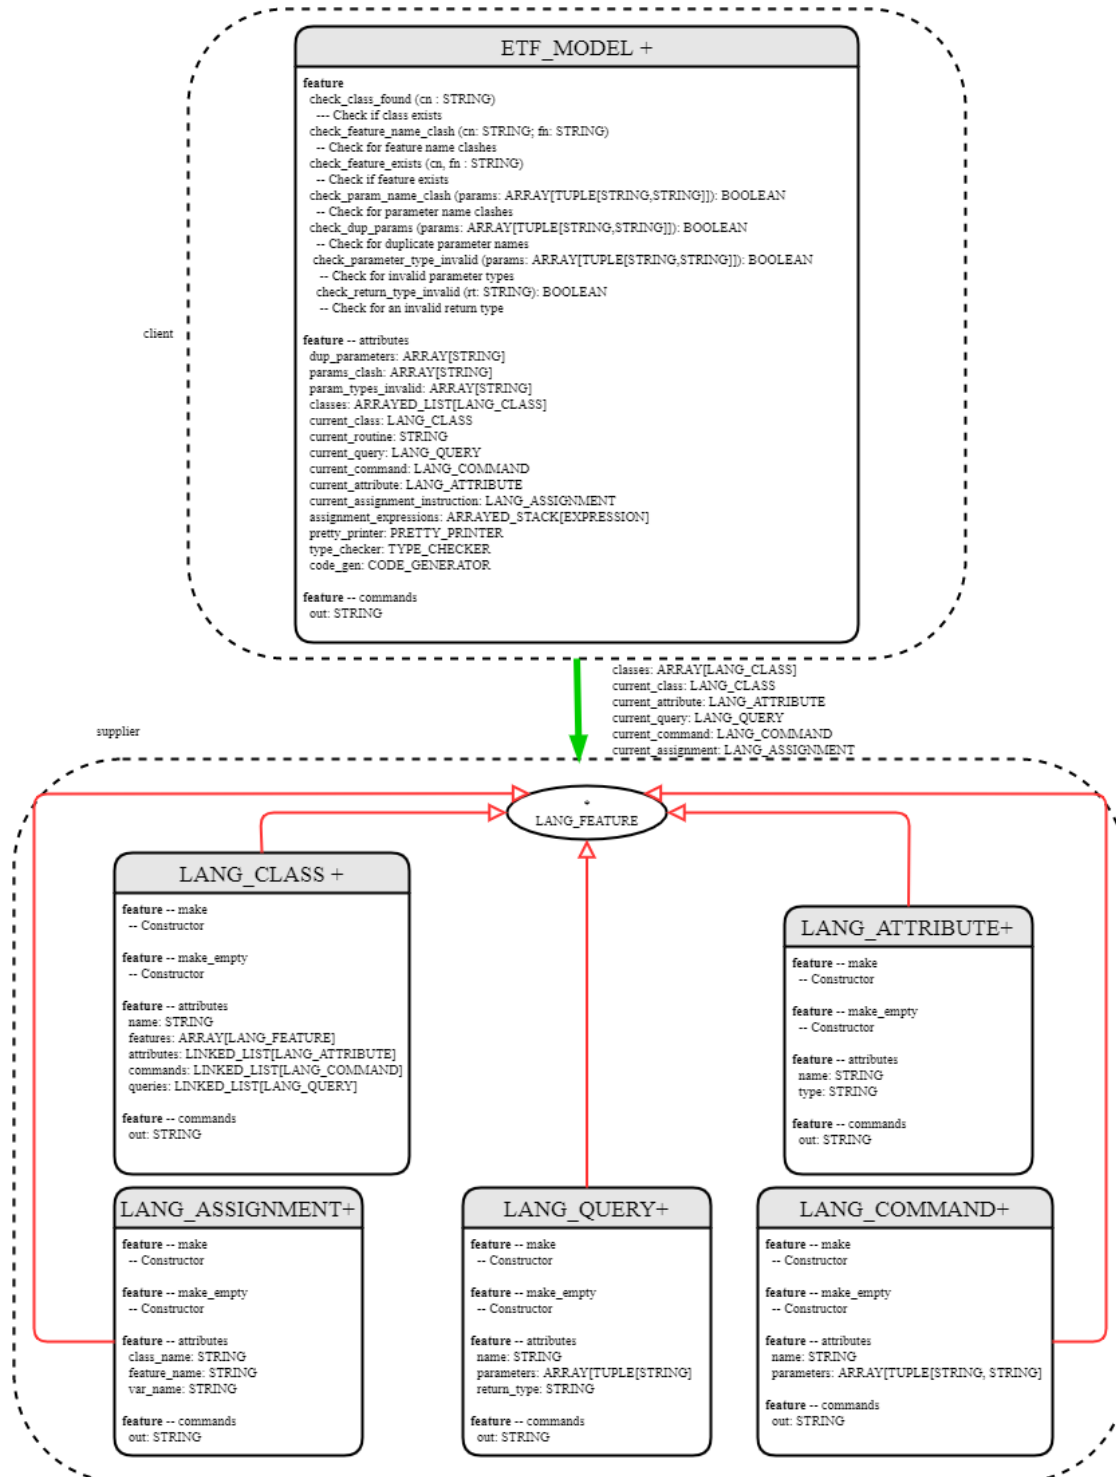 ETF_MODEL +
feature
check_class_found (cn : STRING)
--- Check if class exists
check_feature_name_clash (cn: STRING; fn: STRING)
-- Check for feature name clashes
check_feature_exists (cn, fn : STRING)
-- Check if feature exists
check_param_name_clash (params: ARRAY[TUPLE[STRING,STRING]]): BOOLEAN
-- Check for parameter name clashes
check_dup_params (params: ARRAY[TUPLE[STRING,STRING]]): BOOLEAN
-- Check for duplicate parameter names
check_parameter_type_invalid (params: ARRAY[TUPLE[STRING,STRING]]): BOOLEAN
-- Check for invalid parameter types
check_return_type_invalid (rt: STRING): BOOLEAN
-- Check for an invalid return type
client
feature -- attributes
dup_parameters: ARRAY[STRING]
params_clash: ARRAY[STRING]
param_types_invalid: ARRAY[STRING]
classes: ARRAYED_LIST[LANG_CLASS]
current_class: LANG_CLASS
current_routine: STRING
current_query: LANG_QUERY
current_command: LANG_COMMAND
current_attribute: LANG_ATTRIBUTE
current_assignment_instruction: LANG_ASSIGNMENT
assignment_expressions: ARRAYED_STACK[EXPRESSION]
pretty_printer: PRETTY_PRINTER
type_checker: TYPE_CHECKER
code_gen: CODE_GENERATOR
feature -- commands
out: STRING
classes: ARRAY[LANG_CLASS]
current_class: LANG_CLASS
current_attribute: LANG_ATTRIBUTE
current_query: LANG_QUERY
current_command: LANG_COMMAND
current_assignment: LANG_ASSIGNMENT
supplier
*
LANG_FEATURE
LANG_CLASS +
feature -- make
-- Constructor
feature -- make_empty
-- Constructor
feature -- attributes
name: STRING
features: ARRAY[LANG_FEATURE]
attributes: LINKED_LIST[LANG_ATTRIBUTE]
commands: LINKED_LIST[LANG_COMMAND]
queries: LINKED_LIST[LANG_QUERY]
feature -- commands
out: STRING
LANG_ATTRIBUTE+
feature -- make
-- Constructor
feature -- make_empty
-- Constructor
feature -- attributes
name: STRING
type: STRING
feature -- commands
out: STRING
LANG_ASSIGNMENT+
feature -- make
-- Constructor
feature -- make_empty
-- Constructor
feature -- attributes
class_name: STRING
feature_name: STRING
var_name: STRING
feature -- commands
out: STRING
LANG_QUERY+
feature -- make
-- Constructor
feature -- make_empty
-- Constructor
feature -- attributes
name: STRING
parameters: ARRAY[TUPLE[STRING]
return_type: STRING
feature -- commands
out: STRING
LANG_COMMAND+
feature -- make
-- Constructor
feature -- make_empty
-- Constructor
feature -- attributes
name: STRING
parameters: ARRAY[TUPLE[STRING, STRING]
feature -- commands
out: STRING